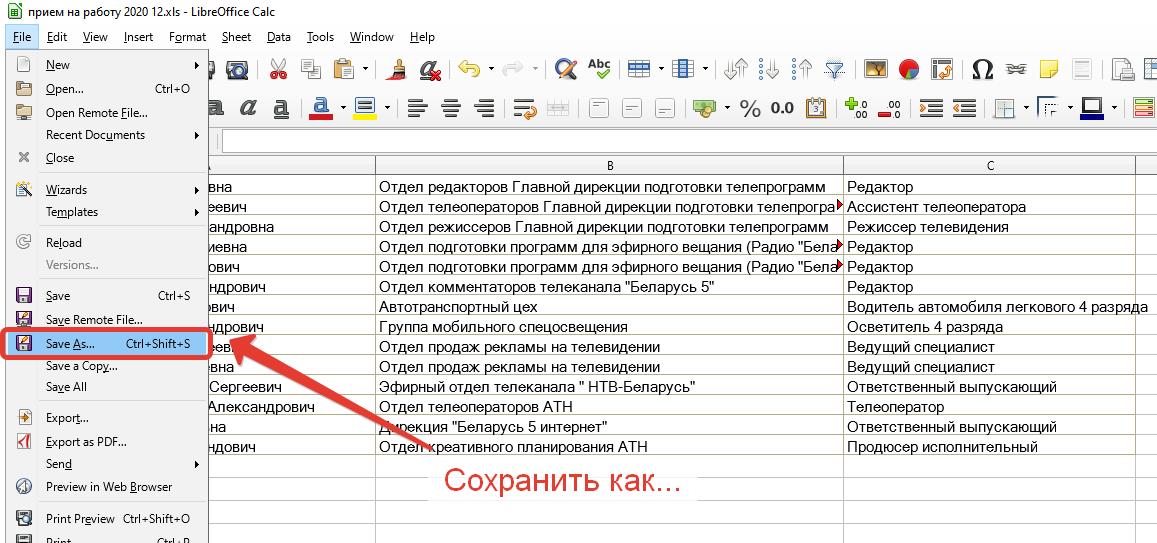 прием на работу 2020 12.xls - LibreOffice Calc
File Edit View Insert Format Sheet Data Tools Window Help
New
Open... Ctrl+O
Open Remote File...
Recent Documents
Close
Wizards
Templates
Reload
Versions...
Save Ctrl+S
Save Remote File...
Save As... Ctrl+Shift+S
Save a Copy...
Save All
Export...
Export as PDF...
Send
Preview in Web Browser
Print Preview Ctrl+Shift+O
Print... Ctrl+P
Abc
a a a a
% 0.0 .00 .00
B C
вна Отдел редакторов Главной дирекции подготовки телепрограмм Редактор
еевич Отдел телеоператоров Главной дирекции подготовки телепрогра Ассистент телеоператора
сандровна Отдел режиссеров Главной дирекции подготовки телепрограмм Режиссер телевидения
иевна Отдел подготовки программ для эфирного вещания (Радио "Бела Редактор
ович Отдел подготовки программ для эфирного вещания (Радио "Бела Редактор
ндрович Отдел комментаторов телеканала "Беларусь 5" Редактор
ович Автотранспортный цех Водитель автомобиля легкового 4 разряда
ндрович Группа мобильного спецосвещения Осветитель 4 разряда
Отдел продаж рекламы на телевидении Ведущий специалист
вна Отдел продаж рекламы на телевидении Ведущий специалист
Сергеевич Эфирный отдел телеканала " НТВ-Беларусь" Ответственный выпускающий
Александрович Отдел телеоператоров АТН Телеоператор
на Дирекция "Беларусь 5 интернет" Ответственный выпускающий
ндович Отдел креативного планирования АТН Продюсер исполнительный
Сохранить как...